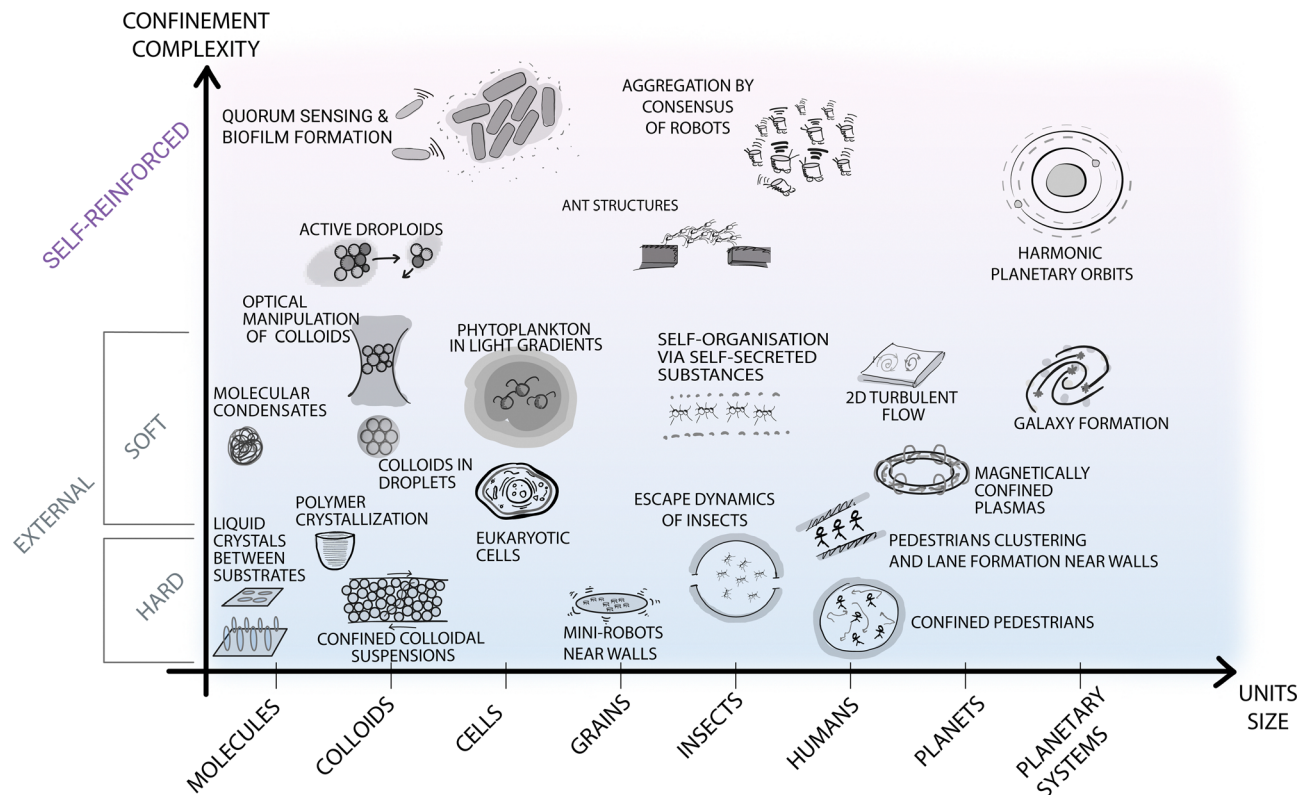 CONFINEMENT
COMPLEXITY
SELF-REINFORCED
EXTERNAL
SOFT
HARD
QUORUM SENSING &
BIOFILM FORMATION
AGGREGATION BY
CONSENSUS
OF ROBOTS
ANT STRUCTURES
ACTIVE DROPLOIDS
HARMONIC
PLANETARY ORBITS
OPTICAL
MANIPULATION
OF COLLOIDS
PHYTOPLANKTON
IN LIGHT GRADIENTS
SELF-ORGANISATION
VIA SELF-SECRETED
SUBSTANCES
2D TURBULENT
FLOW
GALAXY FORMATION
MOLECULAR
CONDENSATES
COLLOIDS IN
DROPLETS
MAGNETICALLY
CONFINED
PLASMAS
POLYMER
CRYSTALLIZATION
ESCAPE DYNAMICS
OF INSECTS
LIQUID
CRYSTALS
BETWEEN
SUBSTRATES
EUKARYOTIC
CELLS
PEDESTRIANS CLUSTERING
AND LANE FORMATION NEAR WALLS
CONFINED COLLOIDAL
SUSPENSIONS
MINI-ROBOTS
NEAR WALLS
CONFINED PEDESTRIANS
MOLECULES
COLLOIDS
CELLS
GRAINS
INSECTS
HUMANS
PLANETS
PLANETARY
SYSTEMS
UNITS
SIZE